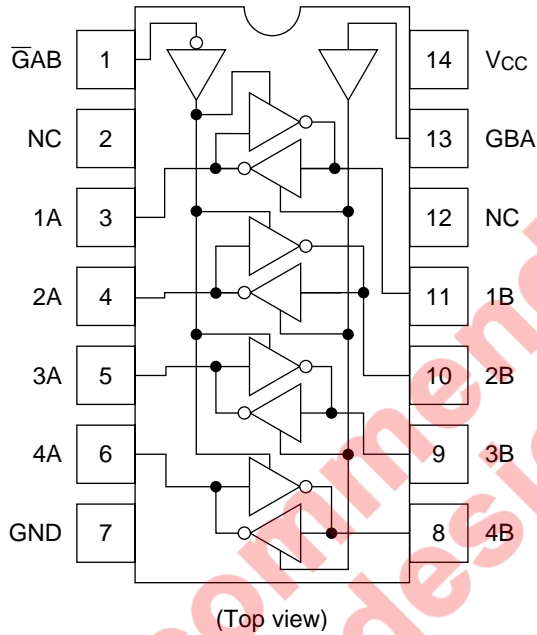 G̅AB 1 14 VCC
NC 2 13 GBA
1A 3 12 NC
2A 4 11 1B
3A 5 10 2B
4A 6 9 3B
GND 7 8 4B
(Top view)